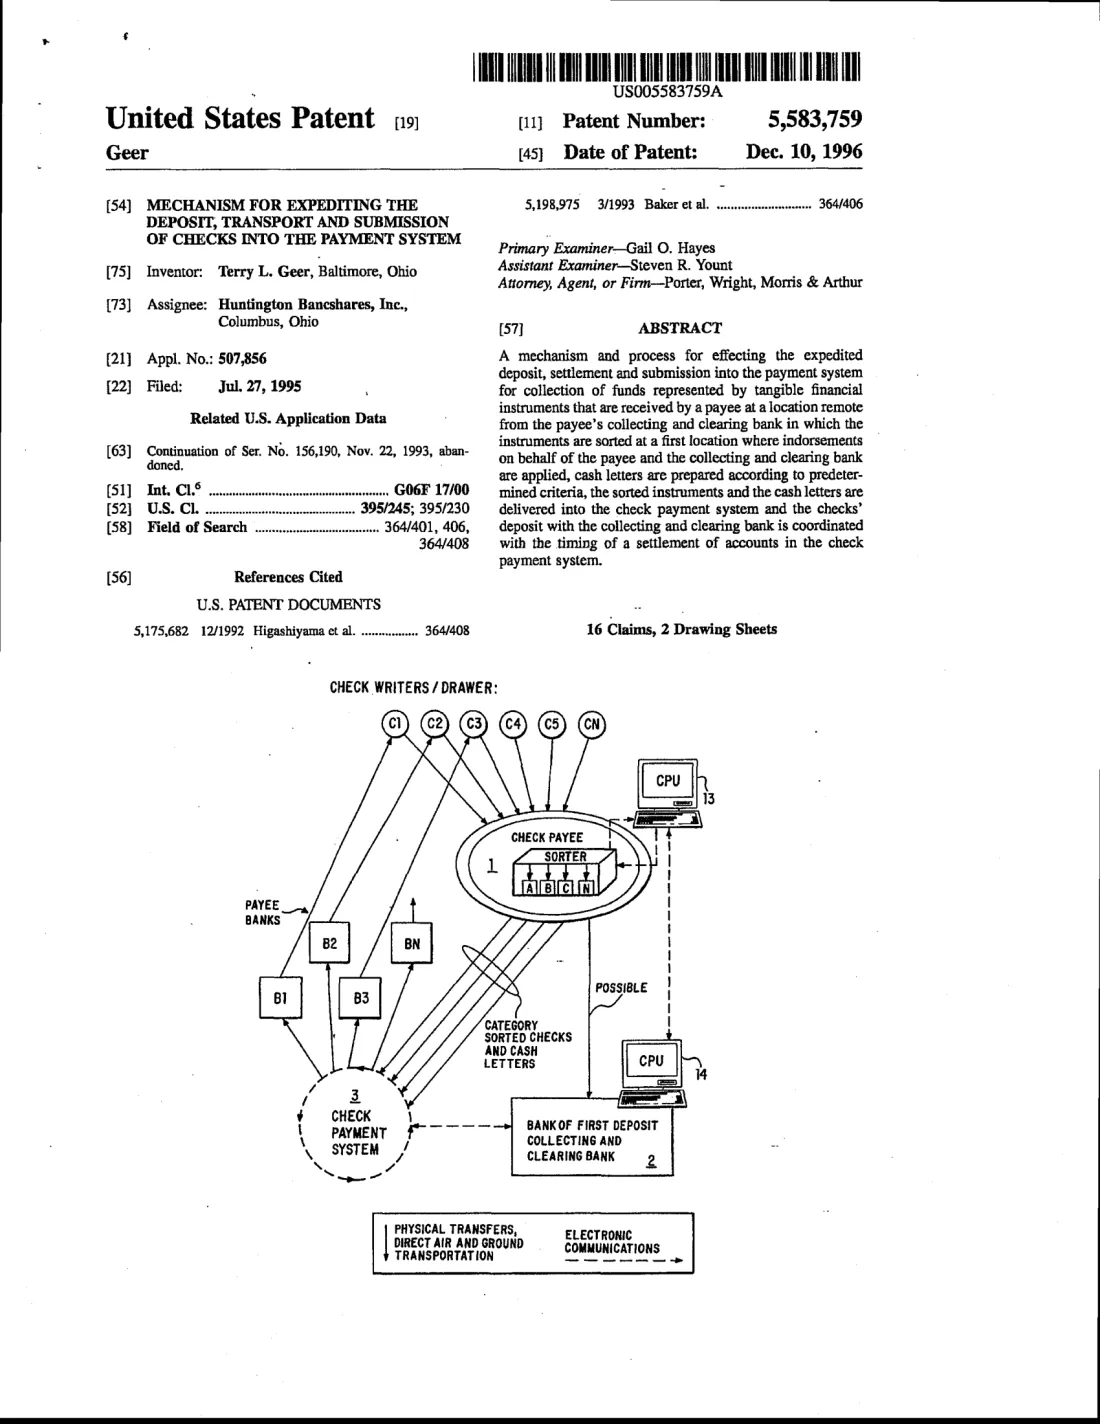 US005583759A
United States Patent [19]
Geer
[11] Patent Number: 5,583,759
[45] Date of Patent: Dec. 10, 1996
[54] MECHANISM FOR EXPEDITING THE
DEPOSIT, TRANSPORT AND SUBMISSION
OF CHECKS INTO THE PAYMENT SYSTEM
[75] Inventor: Terry L. Geer, Baltimore, Ohio
[73] Assignee: Huntington Bancshares, Inc.,
Columbus, Ohio
[21] Appl. No.: 507,856
[22] Filed: Jul. 27, 1995
Related U.S. Application Data
[63] Continuation of Ser. No. 156,190, Nov. 22, 1993, aban-
doned.
[51] Int. Cl.6 ........................ G06F 17/00
[52] U.S. Cl. ........................ 395/245; 395/230
[58] Field of Search ........................ 364/401, 406,
364/408
[56] References Cited
U.S. PATENT DOCUMENTS
5,175,682 12/1992 Higashiyama et al. ................. 364/408
5,198,975 3/1993 Baker et al. ............................ 364/406
Primary Examiner—Gail O. Hayes
Assistant Examiner—Steven R. Yount
Attorney, Agent, or Firm—Porter, Wright, Morris & Arthur
[57] ABSTRACT
A mechanism and process for effecting the expedited
deposit, settlement and submission into the payment system
for collection of funds represented by tangible financial
instruments that are received by a payee at a location remote
from the payee's collecting and clearing bank in which the
instruments are sorted at a first location where indorsements
on behalf of the payee and the collecting and clearing bank
are applied, cash letters are prepared according to predeter-
mined criteria, the sorted instruments and the cash letters are
delivered into the check payment system and the checks'
deposit with the collecting and clearing bank is coordinated
with the timing of a settlement of accounts in the check
payment system.
16 Claims, 2 Drawing Sheets
CHECK WRITERS / DRAWER:
C1 C2 C3 C4 C5 CN
CPU
13
CHECK PAYEE
1
SORTER
A B C N
PAYEE
BANKS
B2
BN
B1
B3
POSSIBLE
CATEGORY
SORTED CHECKS
AND CASH
LETTERS
CPU
14
3
CHECK
PAYMENT
SYSTEM
BANK OF FIRST DEPOSIT
COLLECTING AND
CLEARING BANK 2
PHYSICAL TRANSFERS,
DIRECT AIR AND GROUND
TRANSPORTATION
ELECTRONIC
COMMUNICATIONS